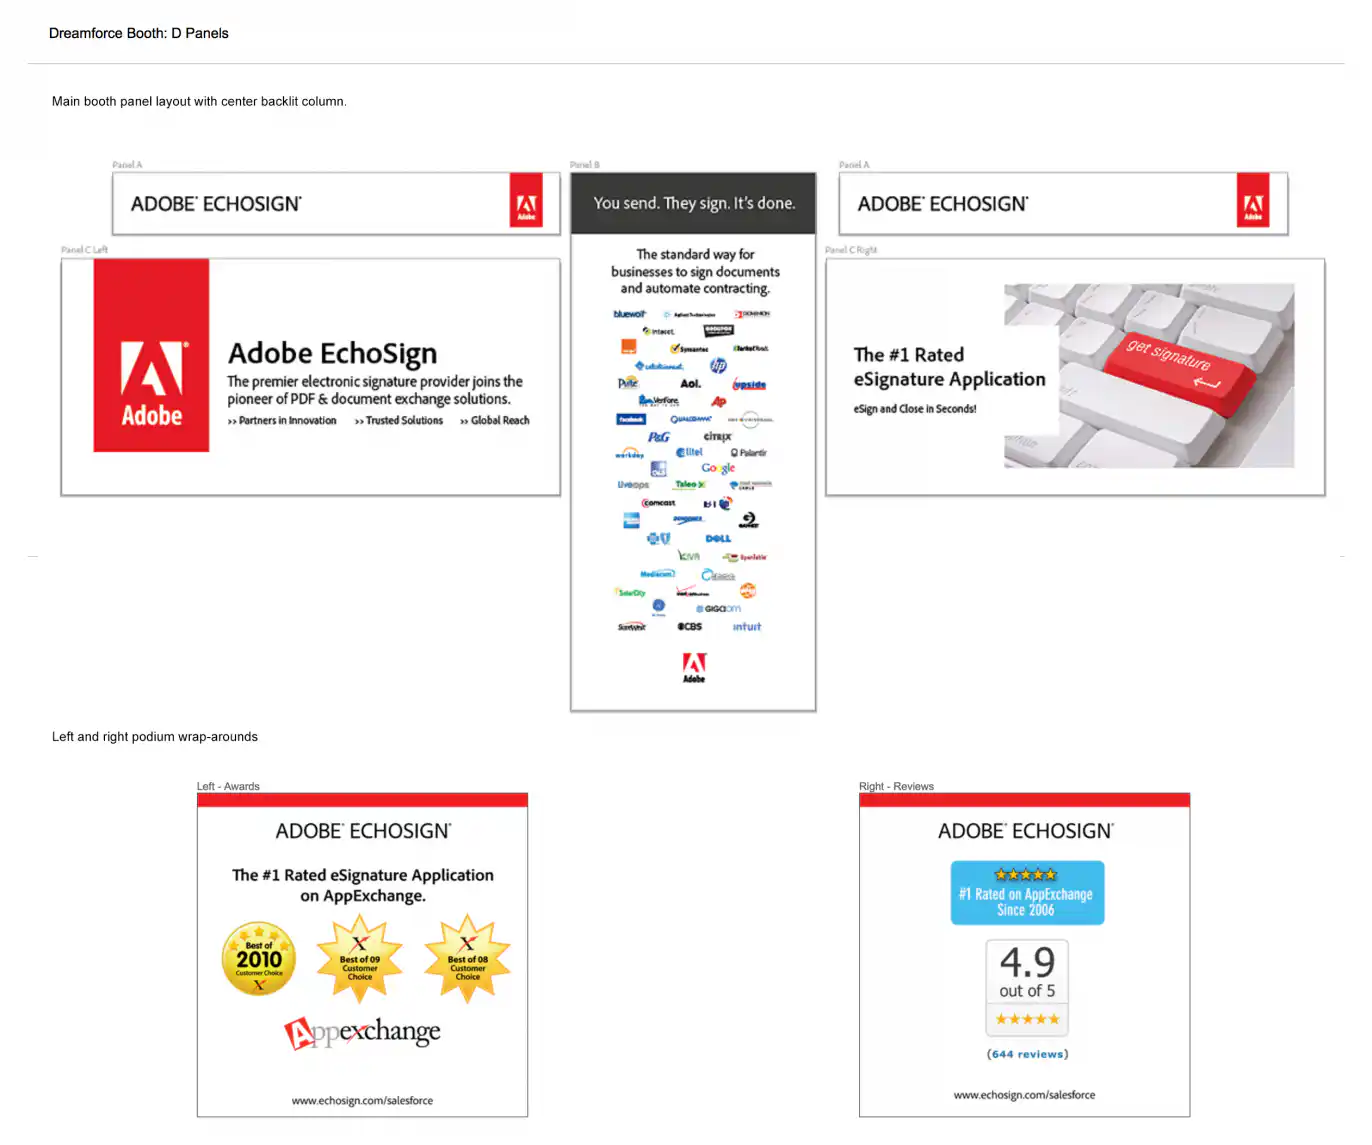 Dreamforce Booth: D Panels
Main booth panel layout with center backlit column.
Panel A
ADOBE® ECHOSIGN®
Adobe
Panel B
You send. They sign. It's done.
Panel A
ADOBE® ECHOSIGN®
Adobe
Panel C Left
Adobe®
Adobe EchoSign
The premier electronic signature provider joins the
pioneer of PDF & document exchange solutions.
›› Partners in Innovation ›› Trusted Solutions ›› Global Reach
The standard way for
businesses to sign documents
and automate contracting.
bluewolf Agilent Technologies DOMINION
intacct. GROUPON
orange Symantec
hp
Aol. upside
VeriFone.
facebook QUALCOMM
P&G CITRIX
workday mitel Palantir
Google
Liveops Taleo
comcast BT
DELL
KIVA OpenTable
Mediacom
SolarCity
GIGAOM
CBS intuit
Adobe
Panel C Right
The #1 Rated
eSignature Application
eSign and Close in Seconds!
get signature
Left and right podium wrap-arounds
Left - Awards
ADOBE® ECHOSIGN®
The #1 Rated eSignature Application
on AppExchange.
Best of
2010
Customer Choice
X
X
Best of 09
Customer
Choice
X
Best of 08
Customer
Choice
Appexchange
www.echosign.com/salesforce
Right - Reviews
ADOBE® ECHOSIGN®
#1 Rated on AppExchange
Since 2006
4.9
out of 5
(644 reviews)
www.echosign.com/salesforce